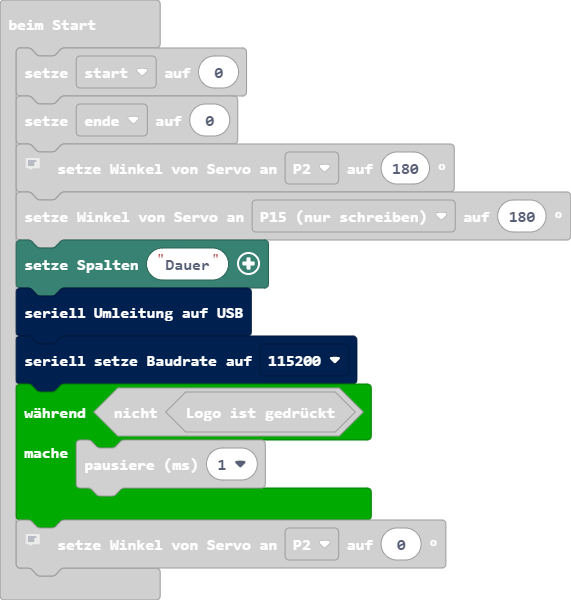 beim Start
setze start auf 0
setze ende auf 0
setze Winkel von Servo an P2 auf 180 °
setze Winkel von Servo an P15 (nur schreiben) auf 180 °
setze Spalten "Dauer"
seriell Umleitung auf USB
seriell setze Baudrate auf 115200
während nicht Logo ist gedrückt
mache
pausiere (ms) 1
setze Winkel von Servo an P2 auf 0 °